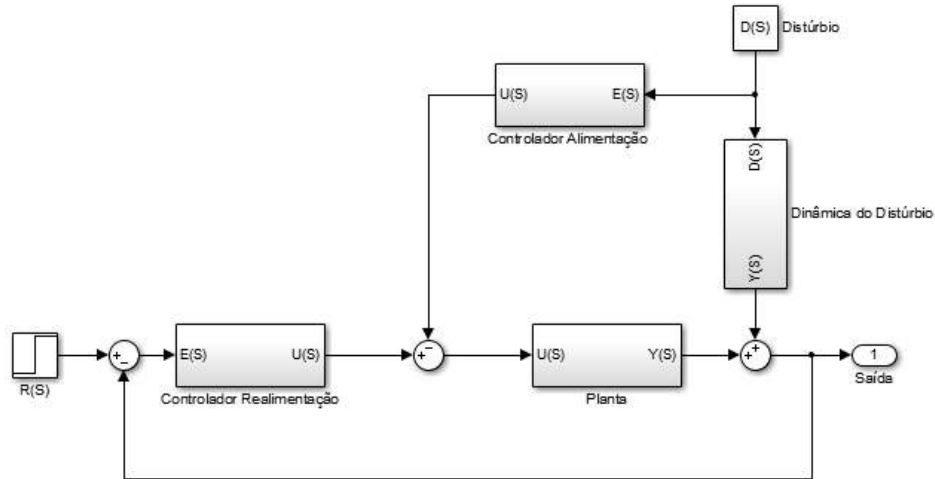 D(S) Distúrbio
U(S) E(S)
Controlador Alimentação
D(S)
Dinâmica do Distúrbio
Y(S)
R(S)
E(S) U(S)
Controlador Realimentação
U(S) Y(S)
Planta
1
Saída